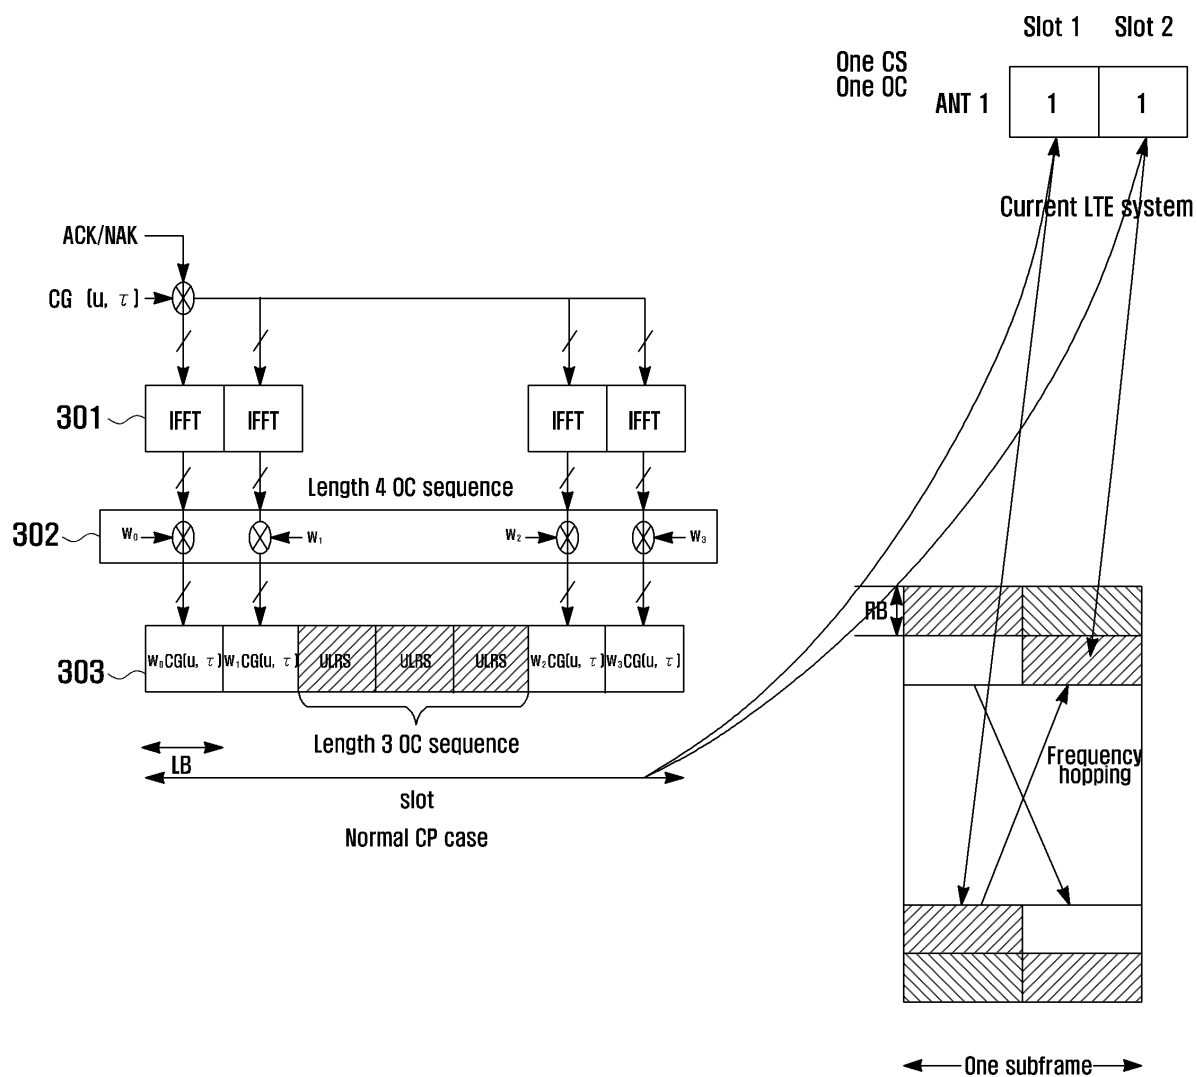 Slot 1 Slot 2
One CS
One OC
ANT 1 1 1
Current LTE system
ACK/NAK
CG (u, τ)
301 IFFT IFFT IFFT IFFT
Length 4 OC sequence
302 W₀ W₁ W₂ W₃
RB
303 W₀CG(u, τ) W₁CG(u, τ) ULRS ULRS ULRS W₂CG(u, τ) W₃CG(u, τ)
Length 3 OC sequence
LB
slot
Normal CP case
Frequency
hopping
One subframe